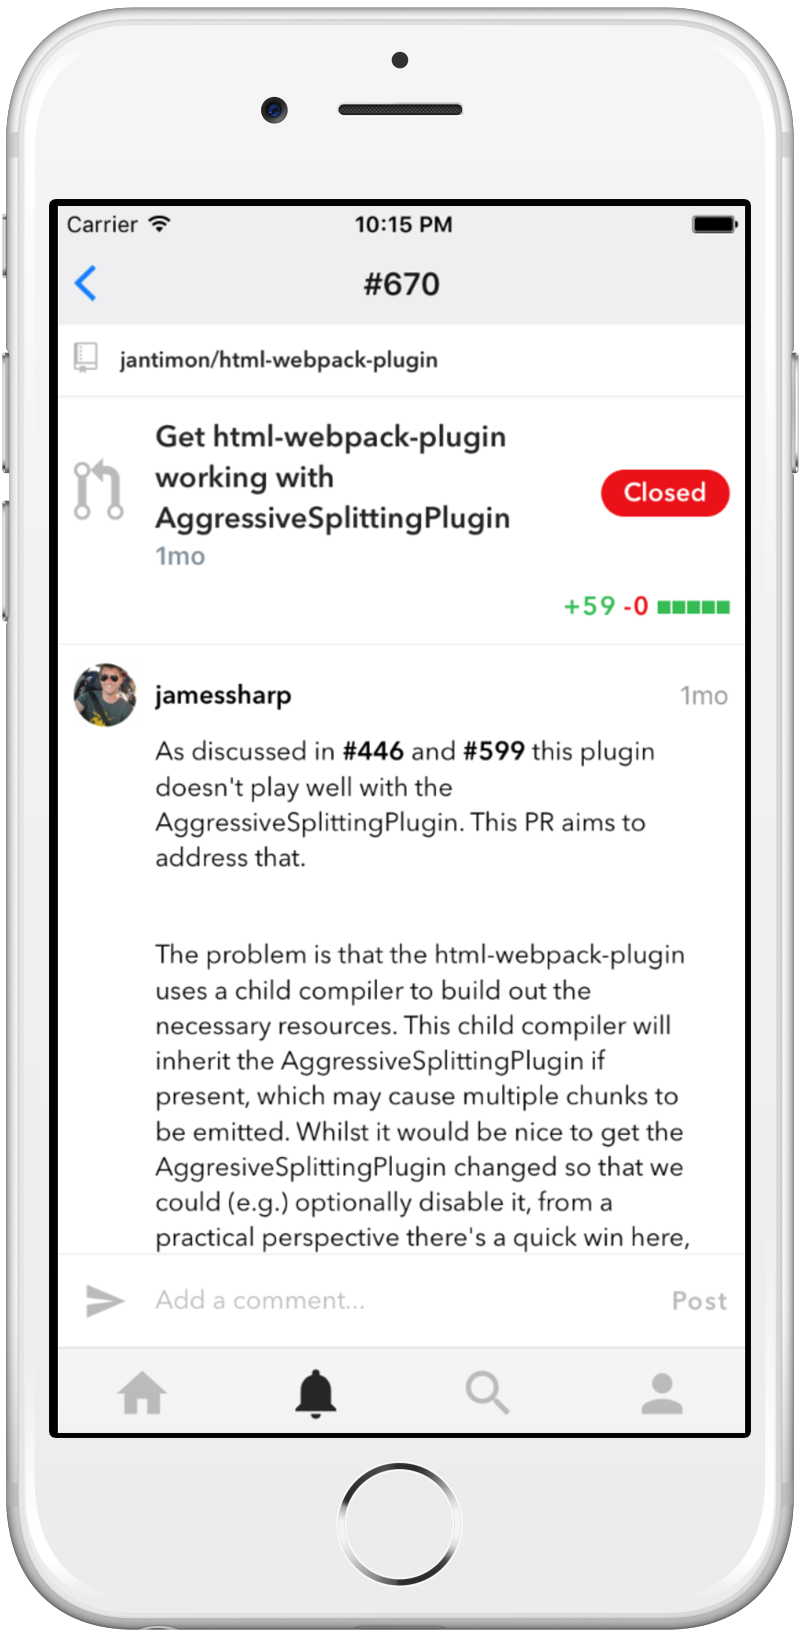 Carrier 10:15 PM
#670
jantimon/html-webpack-plugin
Get html-webpack-plugin
working with
AggressiveSplittingPlugin
Closed
1mo
+59 -0
jamessharp 1mo
As discussed in #446 and #599 this plugin
doesn't play well with the
AggressiveSplittingPlugin. This PR aims to
address that.
The problem is that the html-webpack-plugin
uses a child compiler to build out the
necessary resources. This child compiler will
inherit the AggressiveSplittingPlugin if
present, which may cause multiple chunks to
be emitted. Whilst it would be nice to get the
AggresiveSplittingPlugin changed so that we
could (e.g.) optionally disable it, from a
practical perspective there's a quick win here,
Add a comment... Post